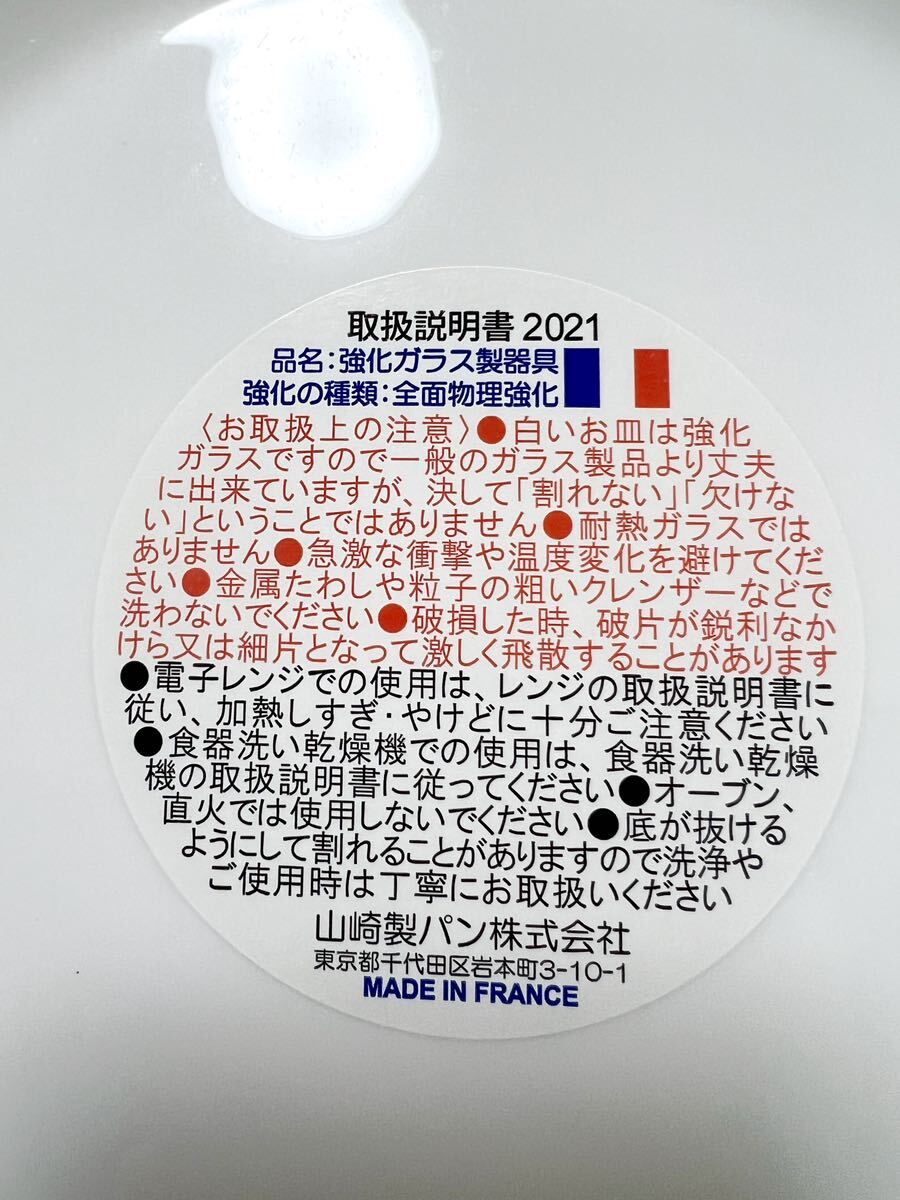 取扱説明書 2021
品名：強化ガラス製器具
強化の種類：全面物理強化
〈お取扱上の注意〉●白いお皿は強化
ガラスですので一般のガラス製品より丈夫
に出来ていますが、決して「割れない」「欠けな
い」ということではありません●耐熱ガラスでは
ありません●急激な衝撃や温度変化を避けてくだ
さい●金属たわしや粒子の粗いクレンザーなどで
洗わないでください●破損した時、破片が鋭利なか
けら又は細片となって激しく飛散することがあります
●電子レンジでの使用は、レンジの取扱説明書に
従い、加熱しすぎ・やけどに十分ご注意ください
●食器洗い乾燥機での使用は、食器洗い乾燥
機の取扱説明書に従ってください●オーブン、
直火では使用しないでください●底が抜ける
ようにして割れることがありますので洗浄や
ご使用時は丁寧にお取扱いください
山崎製パン株式会社
東京都千代田区岩本町3-10-1
MADE IN FRANCE